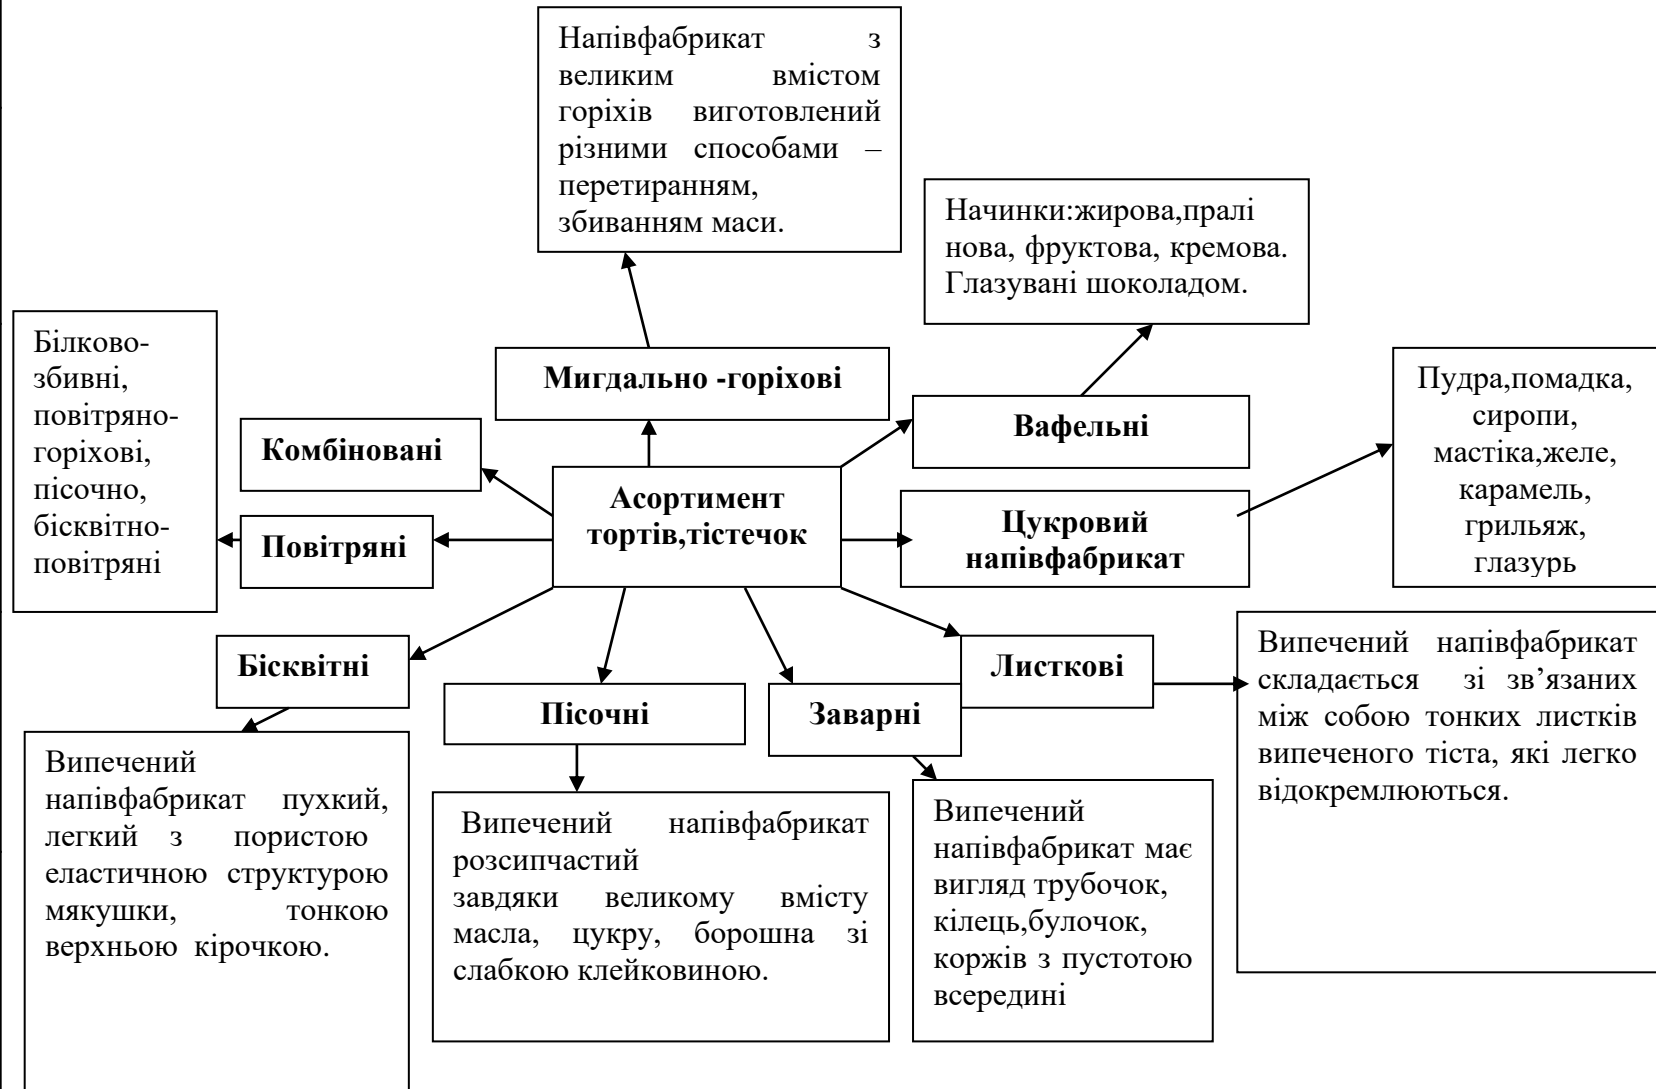 Напівфабрикат з
великим вмістом
горіхів виготовлений
різними способами –
перетиранням,
збиванням маси.
Начинки:жирова,пралі
нова, фруктова, кремова.
Глазувані шоколадом.
Білково-
збивні,
повітряно-
горіхові,
пісочно,
бісквітно-
повітряні
Мигдально -горіхові
Вафельні
Пудра,помадка,
сиропи,
мастіка,желе,
карамель,
грильяж,
глазурь
Комбіновані
Асортимент
тортів,тістечок
Цукровий
напівфабрикат
Повітряні
Бісквітні
Пісочні
Заварні
Листкові
Випечений напівфабрикат
складається зі зв’язаних
між собою тонких листків
випеченого тіста, які легко
відокремлюються.
Випечений
напівфабрикат пухкий,
легкий з пористою
еластичною структурою
мякушки, тонкою
верхньою кірочкою.
Випечений напівфабрикат
розсипчастий
завдяки великому вмісту
масла, цукру, борошна зі
слабкою клейковиною.
Випечений
напівфабрикат має
вигляд трубочок,
кілець,булочок,
коржів з пустотою
всередині